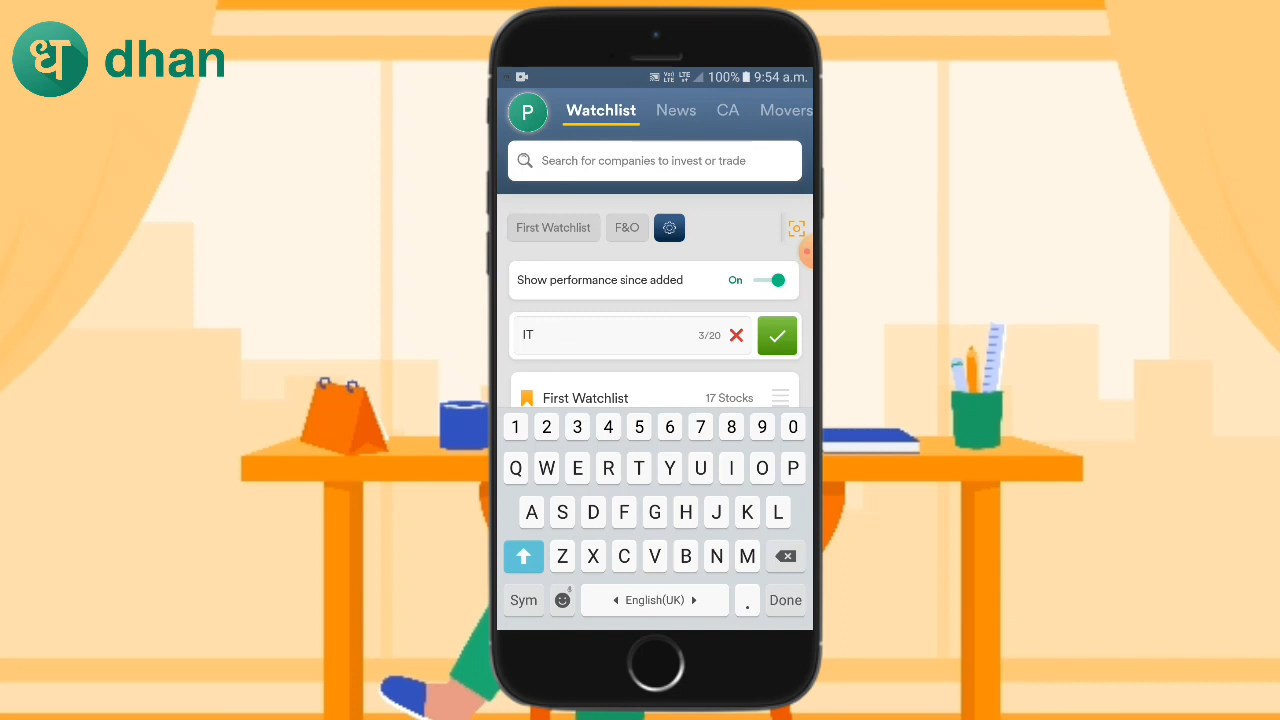 ध dhan
100% 9:54 a.m.
P Watchlist News CA Movers
Search for companies to invest or trade
First Watchlist F&O
Show performance since added On
IT 3/20
First Watchlist 17 Stocks
1 2 3 4 5 6 7 8 9 0
Q W E R T Y U I O P
A S D F G H J K L
Z X C V B N M
Sym English(UK) . Done